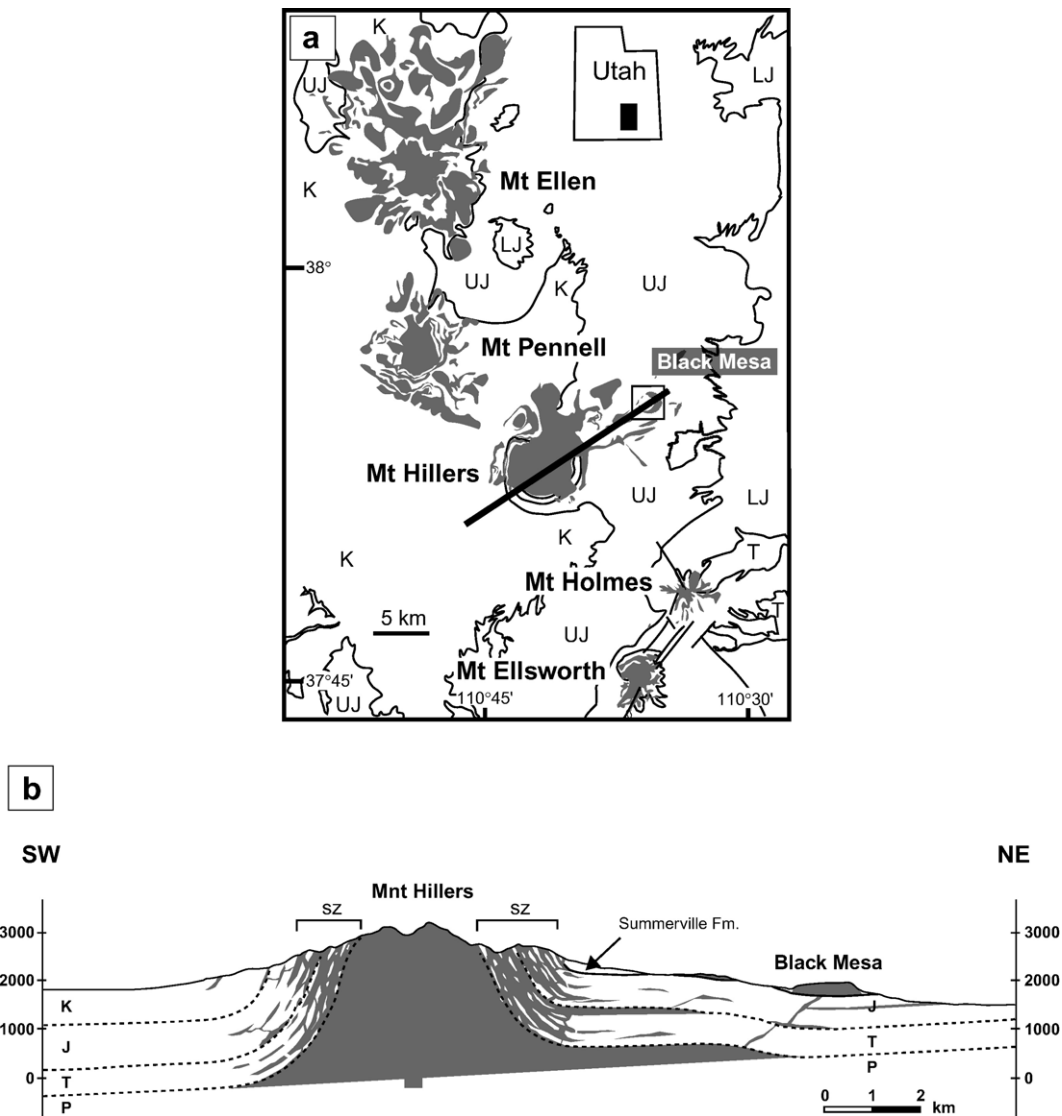 a
K
UJ
Utah
LJ
K
Mt Ellen
LJ
38°
UJ
K
UJ
Mt Pennell
Black Mesa
Mt Hillers
UJ
LJ
K
K
T
Mt Holmes
T
5 km
UJ
Mt Ellsworth
37°45'
UJ
110°45'
110°30'
b
SW
NE
Mnt Hillers
sz
sz
Summerville Fm.
3000
3000
Black Mesa
2000
2000
K
J
1000
1000
J
T
T
P
0
0
P
0 1 2
km